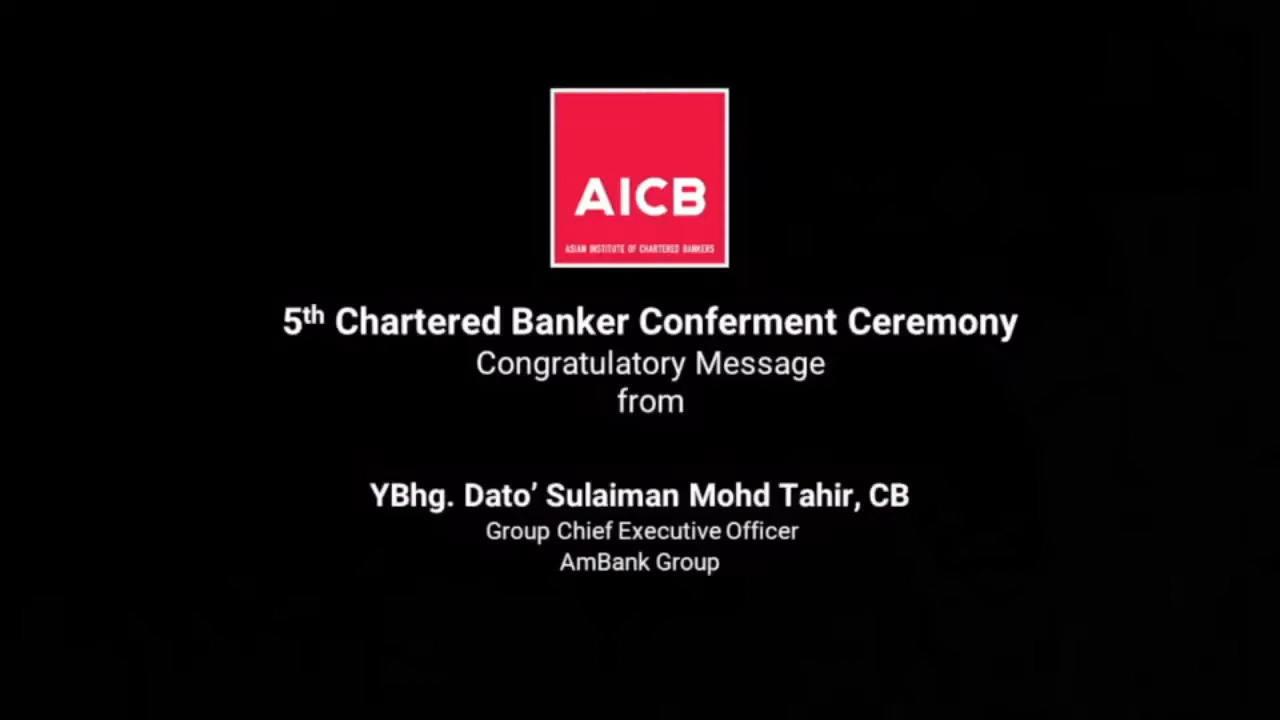 AICB
ASIAN INSTITUTE OF CHARTERED BANKERS
5th Chartered Banker Conferment Ceremony
Congratulatory Message
from
YBhg. Dato’ Sulaiman Mohd Tahir, CB
Group Chief Executive Officer
AmBank Group